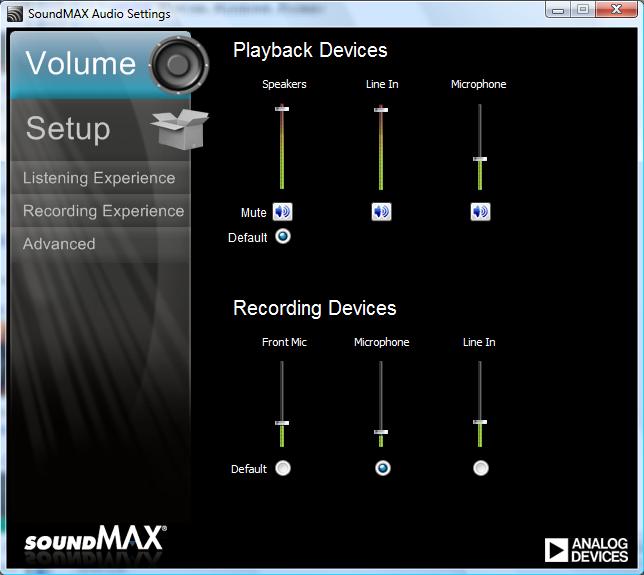 SoundMAX Audio Settings
Volume
Setup
Listening Experience
Recording Experience
Advanced
Playback Devices
Speakers Line In Microphone
Mute
Default
Recording Devices
Front Mic Microphone Line In
Default
SOUNDMAX®
ANALOG
DEVICES